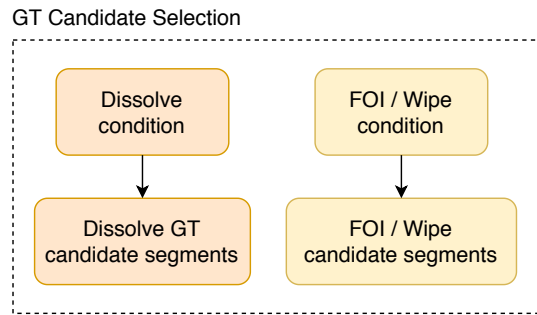 GT Candidate Selection
Dissolve
condition
FOI / Wipe
condition
Dissolve GT
candidate segments
FOI / Wipe
candidate segments